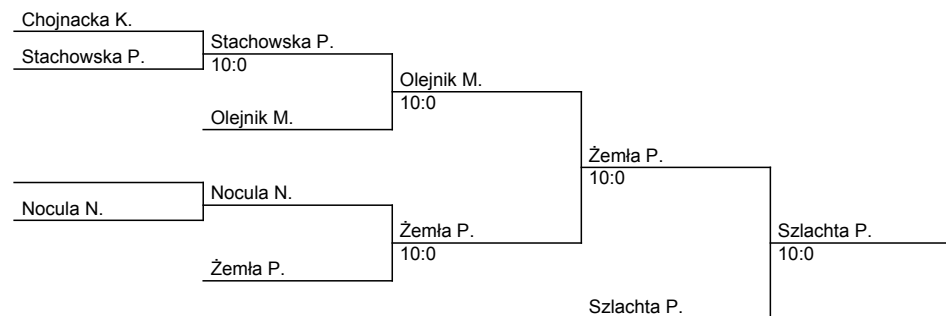 Chojnacka K.
Stachowska P.
Stachowska P.
10:0
Olejnik M.
Olejnik M.
10:0
Żemła P.
10:0
Nocula N.
Nocula N.
Żemła P.
10:0
Żemła P.
Szlachta P.
10:0
Szlachta P.